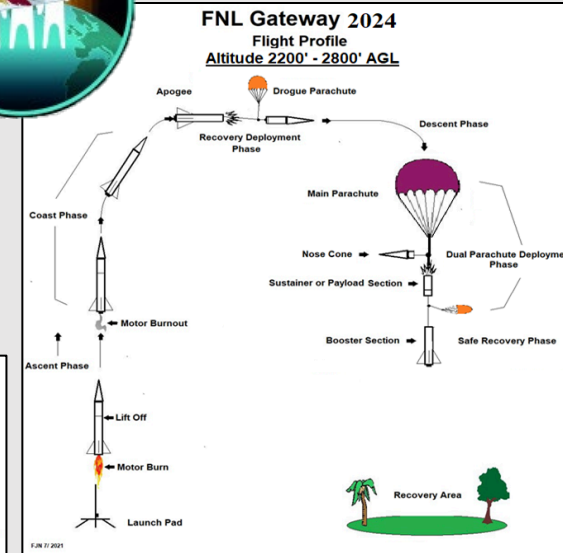 FNL Gateway 2024
Flight Profile
Altitude 2200' - 2800' AGL
Apogee
Drogue Parachute
Recovery Deployment
Phase
Descent Phase
Main Parachute
Coast Phase
Nose Cone
Dual Parachute Deployme
Phase
Sustainer or Payload Section
Motor Burnout
Booster Section
Safe Recovery Phase
Ascent Phase
Lift Off
Motor Burn
Recovery Area
Launch Pad
FJN 7/ 2021